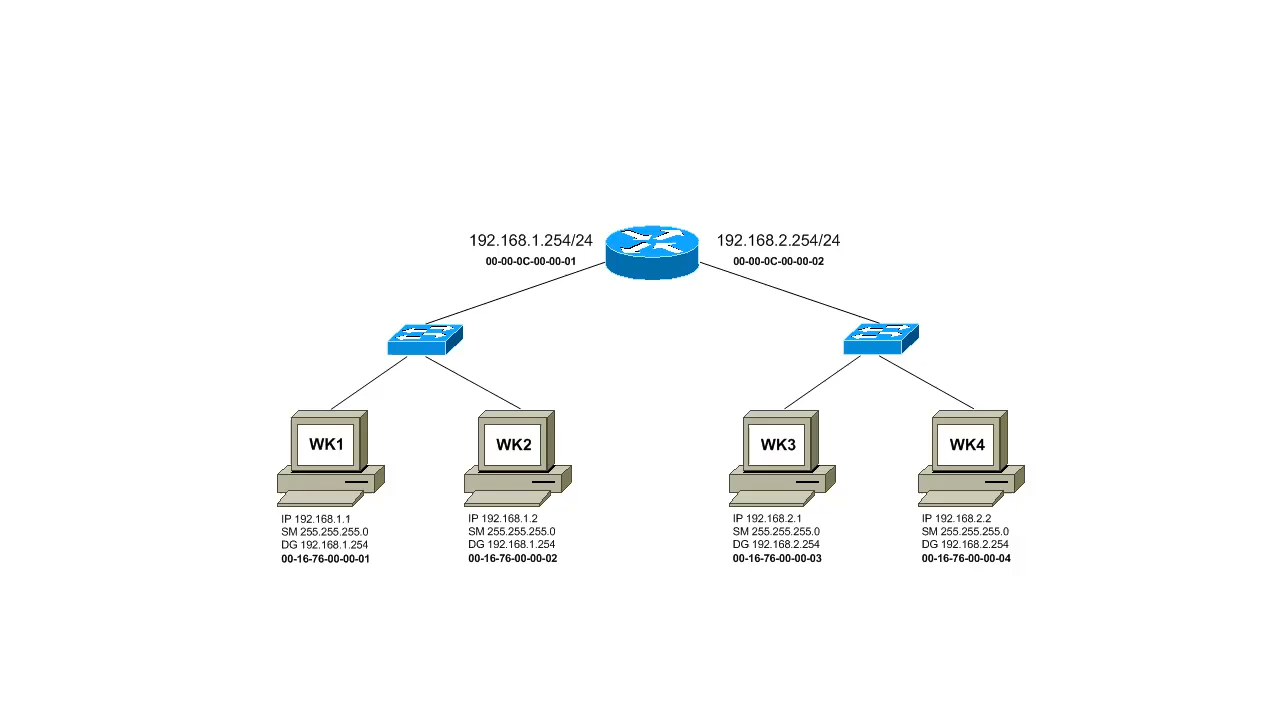 192.168.1.254/24
00-00-0C-00-00-01
192.168.2.254/24
00-00-0C-00-00-02
WK1
IP 192.168.1.1
SM 255.255.255.0
DG 192.168.1.254
00-16-76-00-00-01
WK2
IP 192.168.1.2
SM 255.255.255.0
DG 192.168.1.254
00-16-76-00-00-02
WK3
IP 192.168.2.1
SM 255.255.255.0
DG 192.168.2.254
00-16-76-00-00-03
WK4
IP 192.168.2.2
SM 255.255.255.0
DG 192.168.2.254
00-16-76-00-00-04